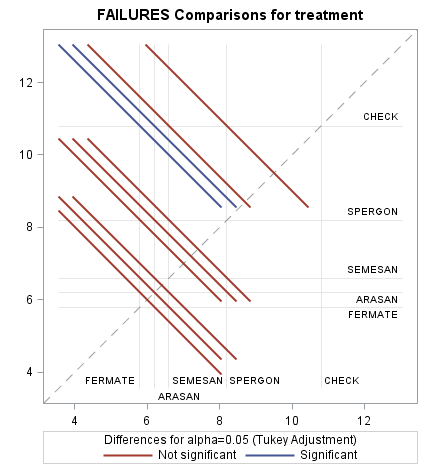 FAILURES Comparisons for treatment
12
10
8
6
4
CHECK
SPERGON
SEMESAN
ARASAN
FERMATE
FERMATE SEMESAN SPERGON CHECK
ARASAN
4 6 8 10 12
Differences for alpha=0.05 (Tukey Adjustment)
Not significant Significant